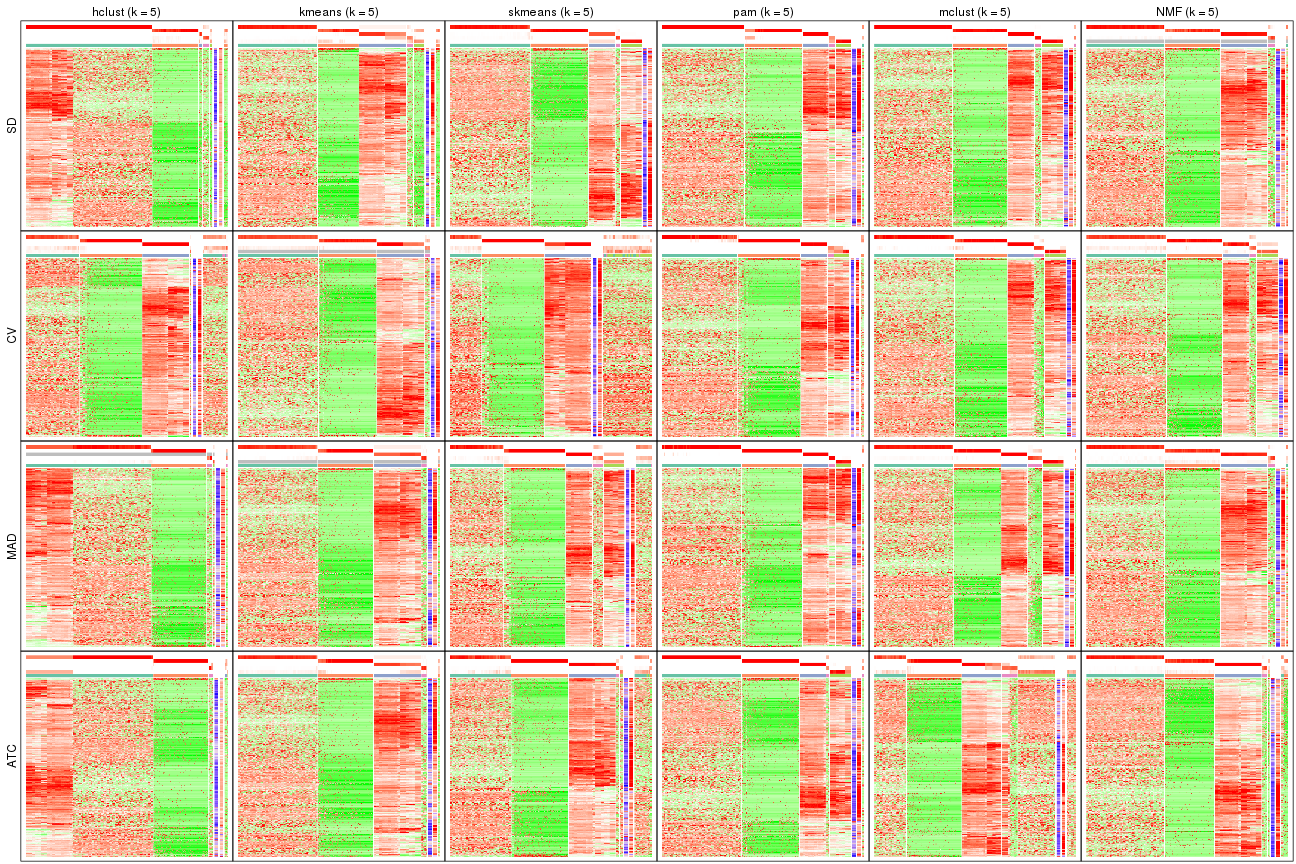 hclust (k = 5) kmeans (k = 5) skmeans (k = 5) pam (k = 5) mclust (k = 5) NMF (k = 5)
SD
CV
MAD
ATC